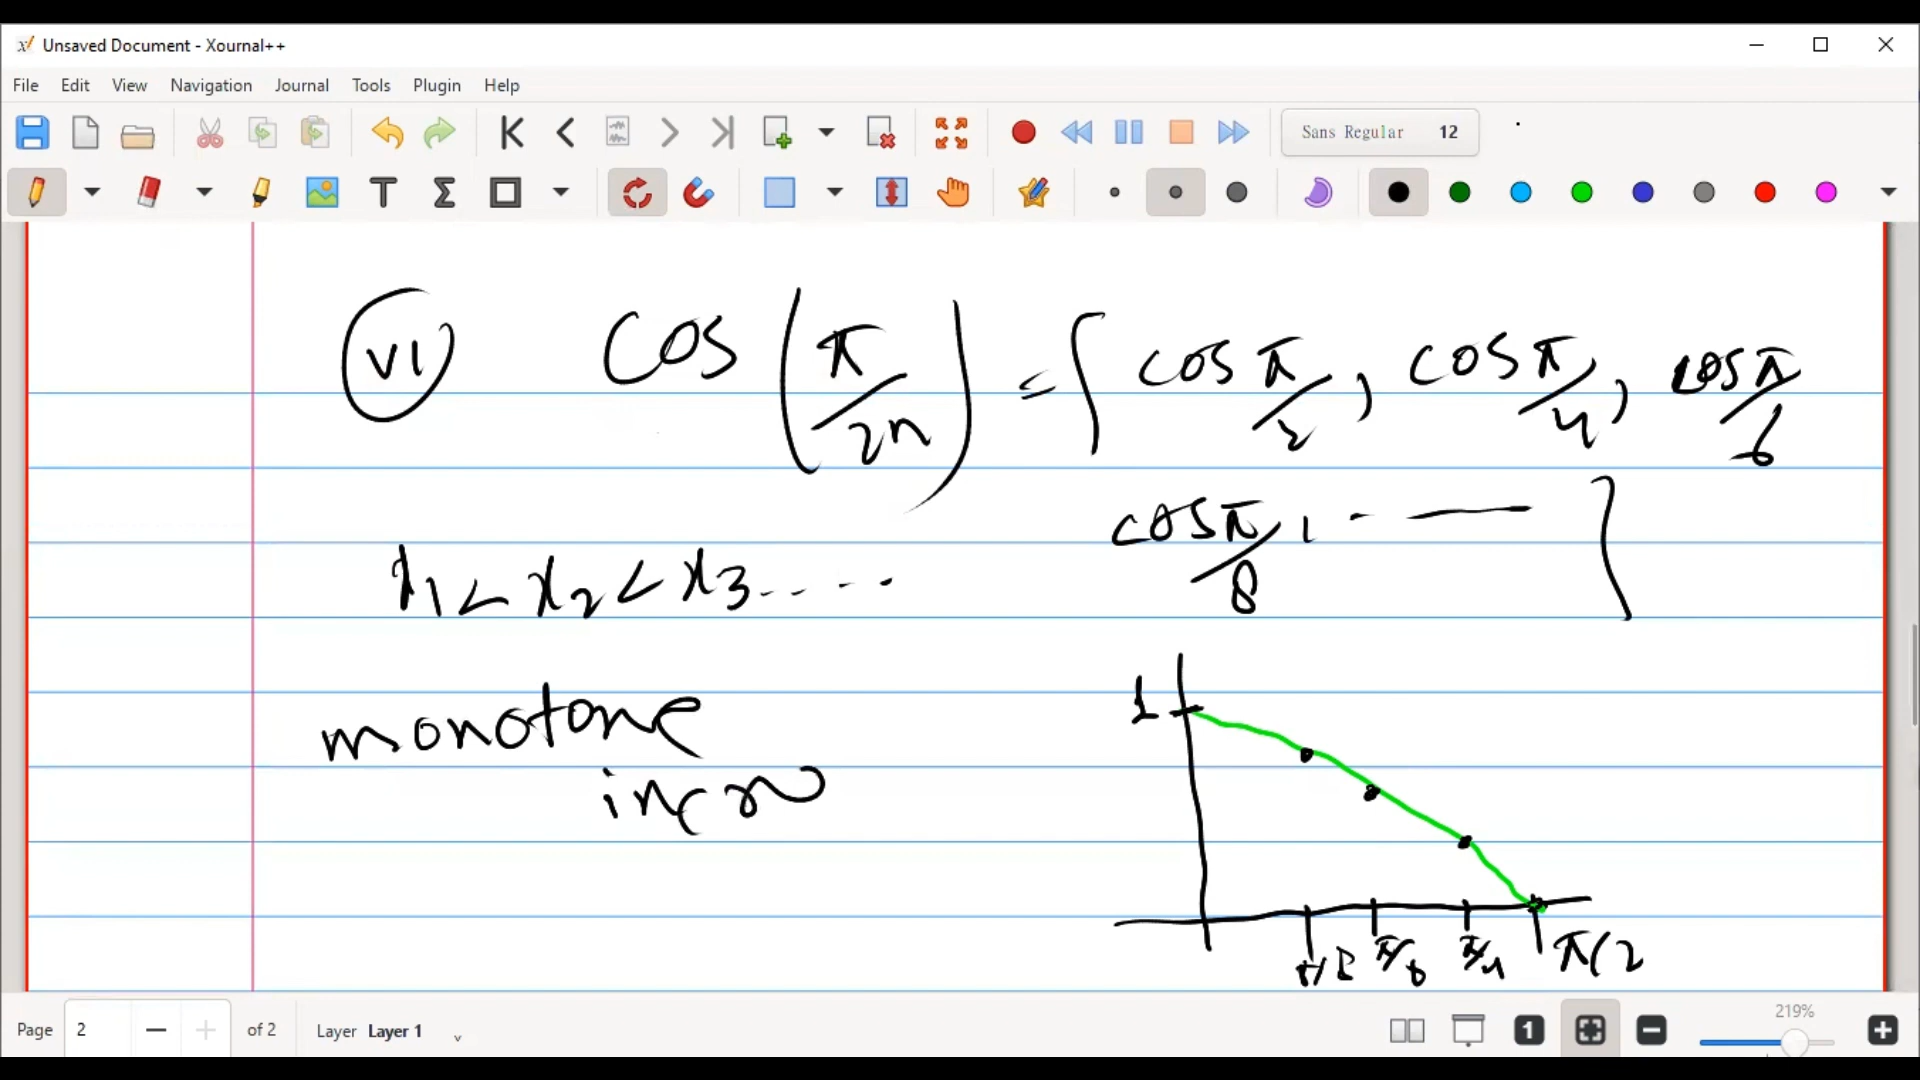 Unsaved Document - Xournal++
File Edit View Navigation Journal Tools Plugin Help
Sans Regular 12
(VI) cos(π/2n) = { cos π/2, cos π/4, cos π/6
cos π/8, - — }
x1 < x2 < x3 - - - -
monotone
1
π/8 π/6 π/4 π/2
Page 2 of 2 Layer Layer 1 219%